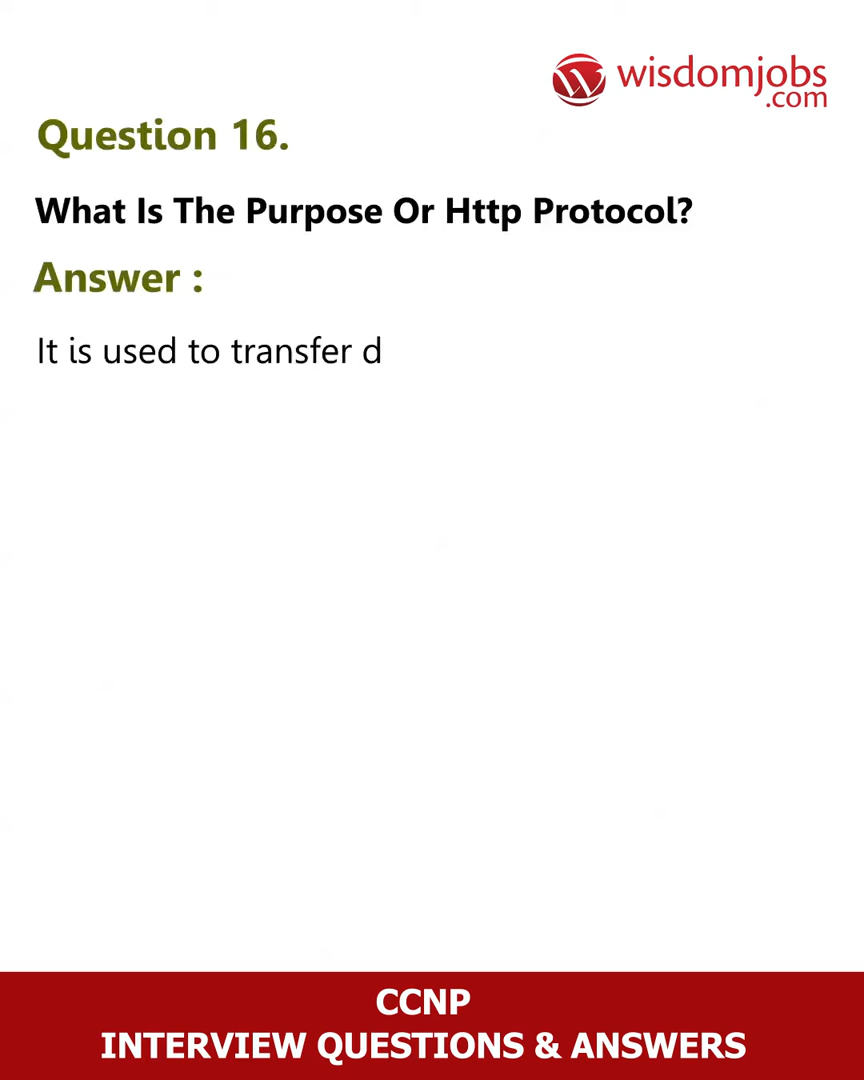 wisdomjobs
.com
Question 16.
What Is The Purpose Or Http Protocol?
Answer :
It is used to transfer d
CCNP
INTERVIEW QUESTIONS & ANSWERS